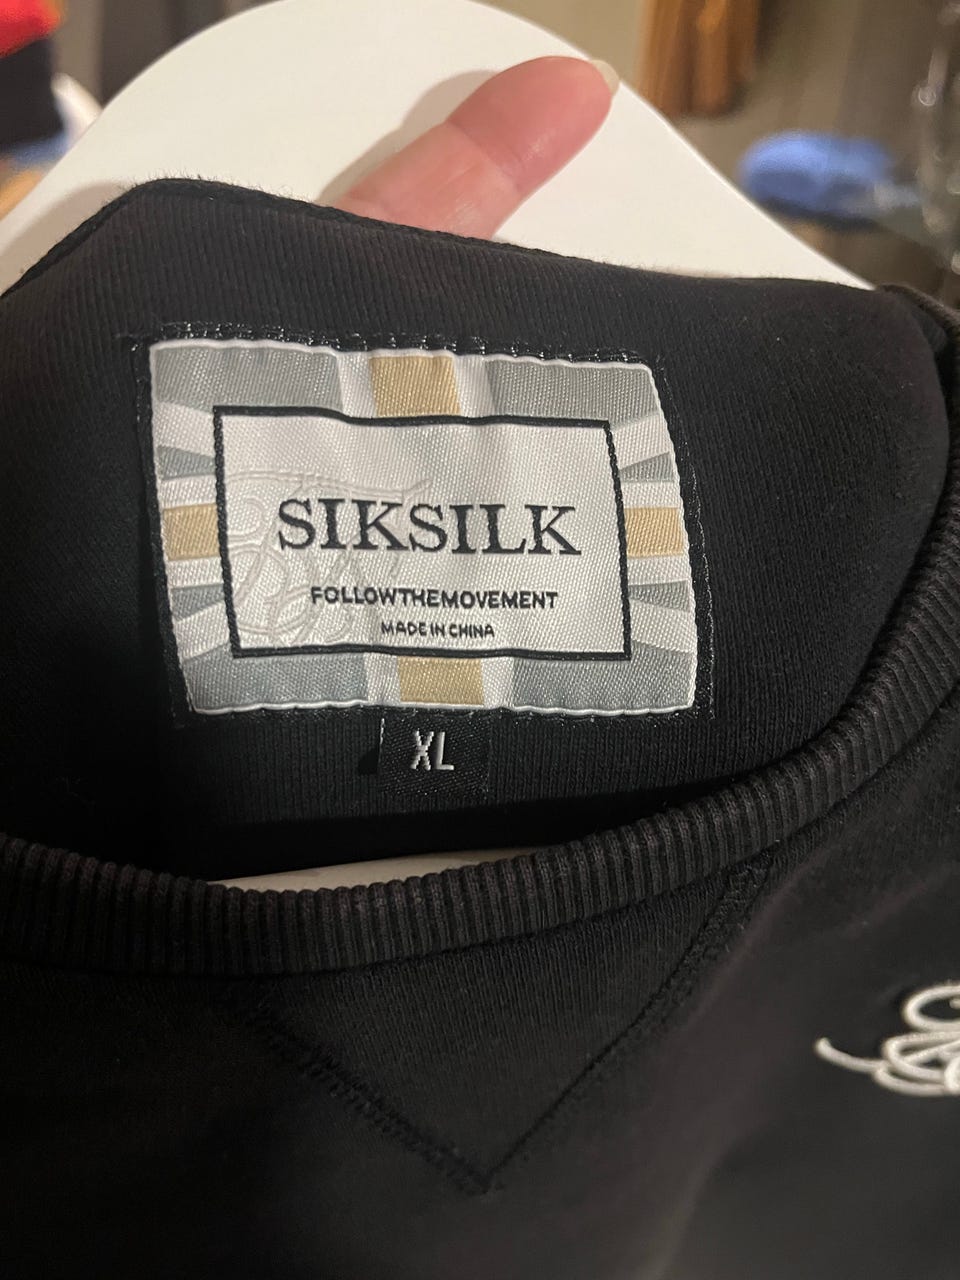 SIKSILK
FOLLOWTHEMOVEMENT
MADE IN CHINA
XL